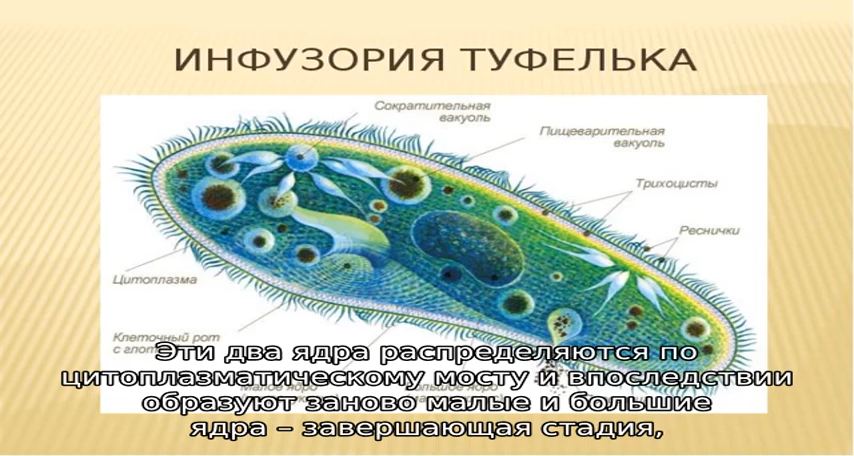 ИНФУЗОРИЯ ТУФЕЛЬКА
Сократительная
вакуоль
Пищеварительная
вакуоль
Трихоцисты
Реснички
Цитоплазма
Клеточный рот
с
Эти два ядра распределяются по
цитоплазматическому мосту и впоследствии
образуют заново малые и большие
ядра – завершающая стадия,